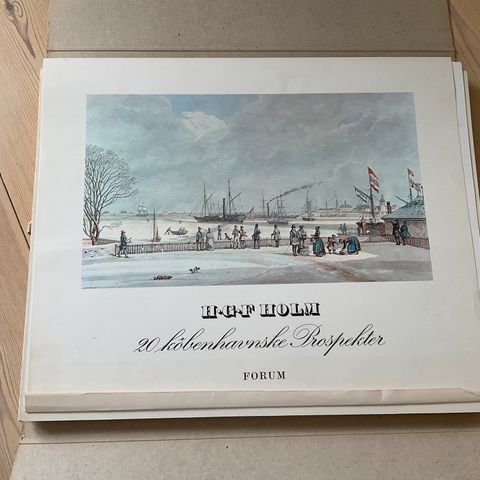 H·G·F HOLM
20 københavnske Prospekter
FORUM